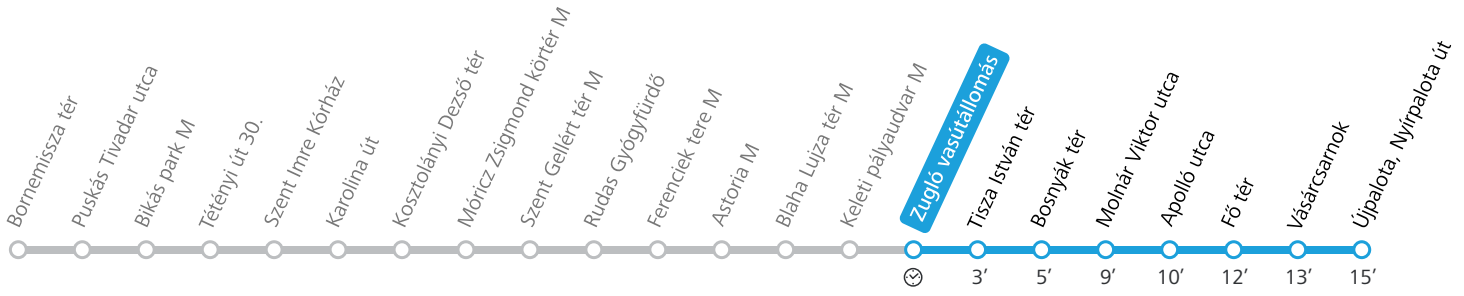 Bornemissza tér
Puskás Tivadar utca
Bikás park M
Tétényi út 30.
Szent Imre Kórház
Karolina út
Kosztolányi Dezső tér
Móricz Zsigmond körtér M
Szent Gellért tér M
Rudas Gyógyfürdő
Ferenciek tere M
Astoria M
Blaha Lujza tér M
Keleti pályaudvar M
Zugló vasútállomás
Tisza István tér
Bosnyák tér
Molnár Viktor utca
Apolló utca
Fő tér
Vásárcsarnok
Újpalota, Nyírpalota út
3’ 5’ 9’ 10’ 12’ 13’ 15’